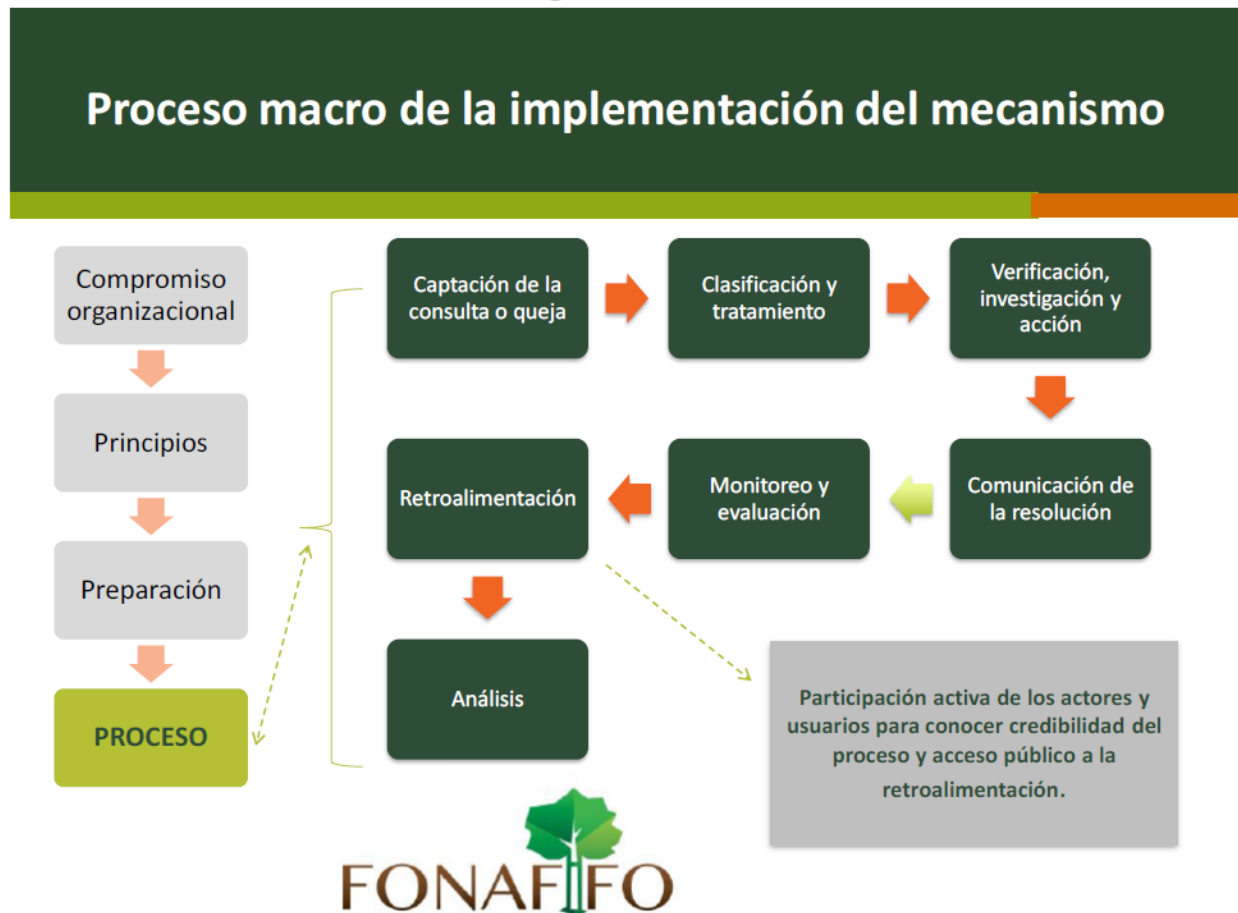 Proceso macro de la implementación del mecanismo
Compromiso
organizacional
Principios
Preparación
PROCESO
Captación de la
consulta o queja
Clasificación y
tratamiento
Verificación,
investigación y
acción
Comunicación de
la resolución
Monitoreo y
evaluación
Retroalimentación
Análisis
Participación activa de los actores y
usuarios para conocer credibilidad del
proceso y acceso público a la
retroalimentación.
FONAFIFO